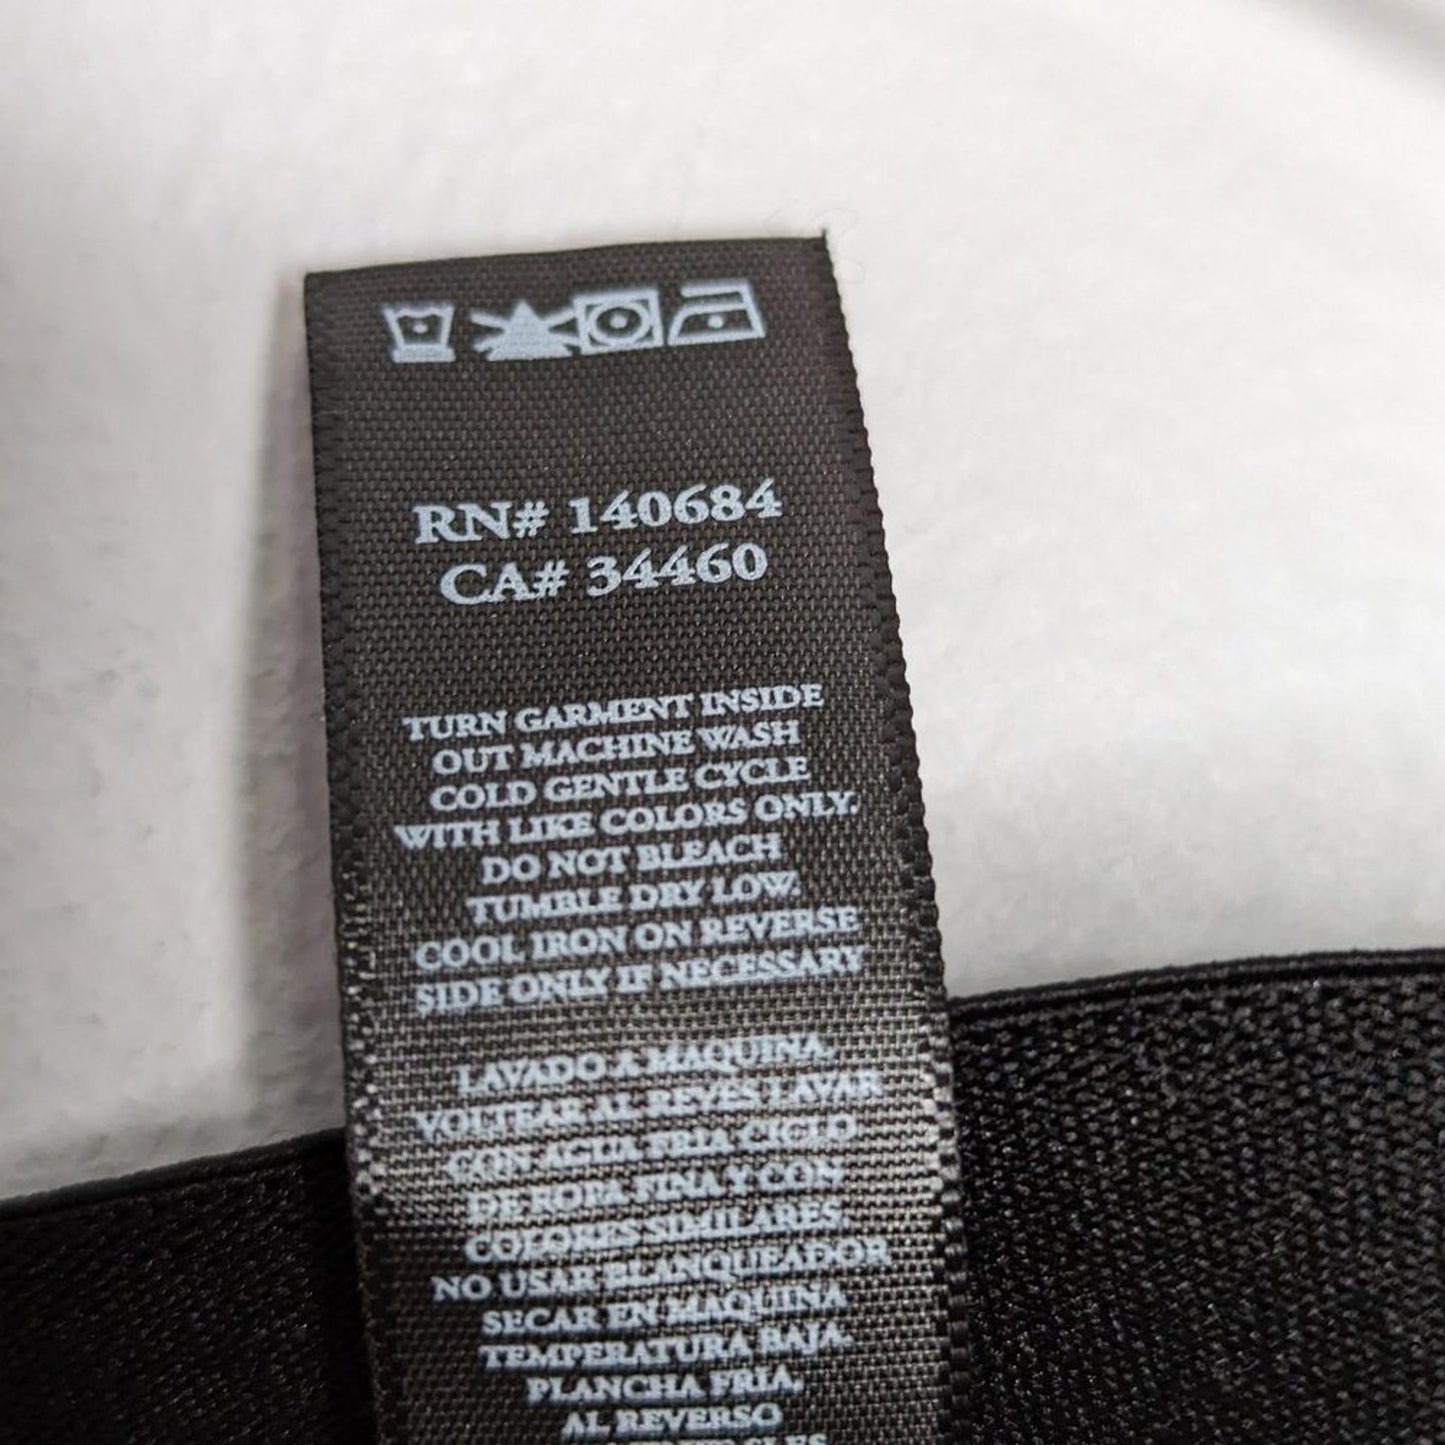 RN# 140684
CA# 34460
TURN GARMENT INSIDE
OUT MACHINE WASH
COLD GENTLE CYCLE
WITH LIKE COLORS ONLY.
DO NOT BLEACH
TUMBLE DRY LOW.
COOL IRON ON REVERSE
SIDE ONLY IF NECESSARY
LAVADO A MAQUINA.
VOLTEAR AL REVES LAVAR
CON AGUA FRIA CICLO
DE ROPA FINA Y CON
COLORES SIMILARES.
NO USAR BLANQUEADOR
SECAR EN MAQUINA
TEMPERATURA BAJA.
PLANCHA FRIA.
AL REVERSO